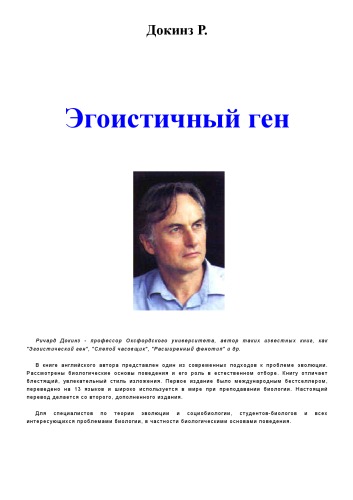 Докинз Р.
Эгоистичный ген
Ричард Докинз - профессор Оксфордского университета, автор таких известных книг, как
"Эгоистический ген", "Слепой часовщик", "Расширенный фенотип" и др.
В книге английского автора представлен один из современных подходов к проблеме эволюции.
Рассмотрены биологические основы поведения и его роль в естественном отборе. Книгу отличает
блестящий, увлекательный стиль изложения. Первое издание было международным бестселлером,
переведено на 13 языков и широко используется в мире при преподавании биологии. Настоящий
перевод делается со второго, дополненного издания.
Для специалистов по теории эволюции и социобиологии, студентов-биологов и всех
интересующихся проблемами биологии, в частности биологическими основами поведения.